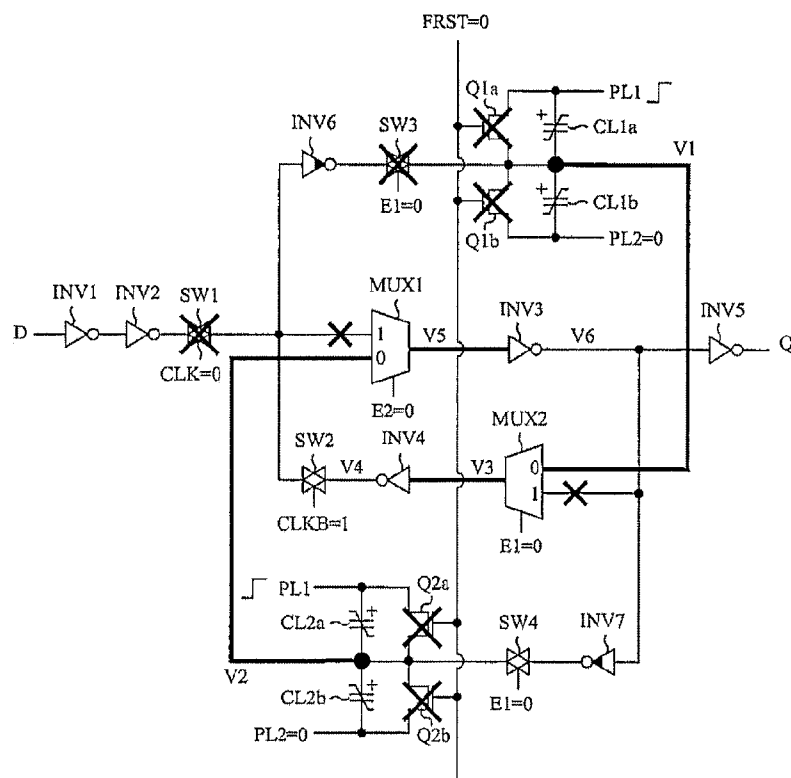 FRST=0
Q1a
PL1
INV6
SW3
+
CL1a
V1
E1=0
+
CL1b
Q1b
PL2=0
INV1
INV2
SW1
MUX1
INV3
INV5
D
1
V5
V6
Q
0
CLK=0
E2=0
MUX2
SW2
V4
INV4
V3
0
1
CLKB=1
E1=0
PL1
Q2a
CL2a
+
SW4
INV7
V2
CL2b
+
E1=0
PL2=0
Q2b